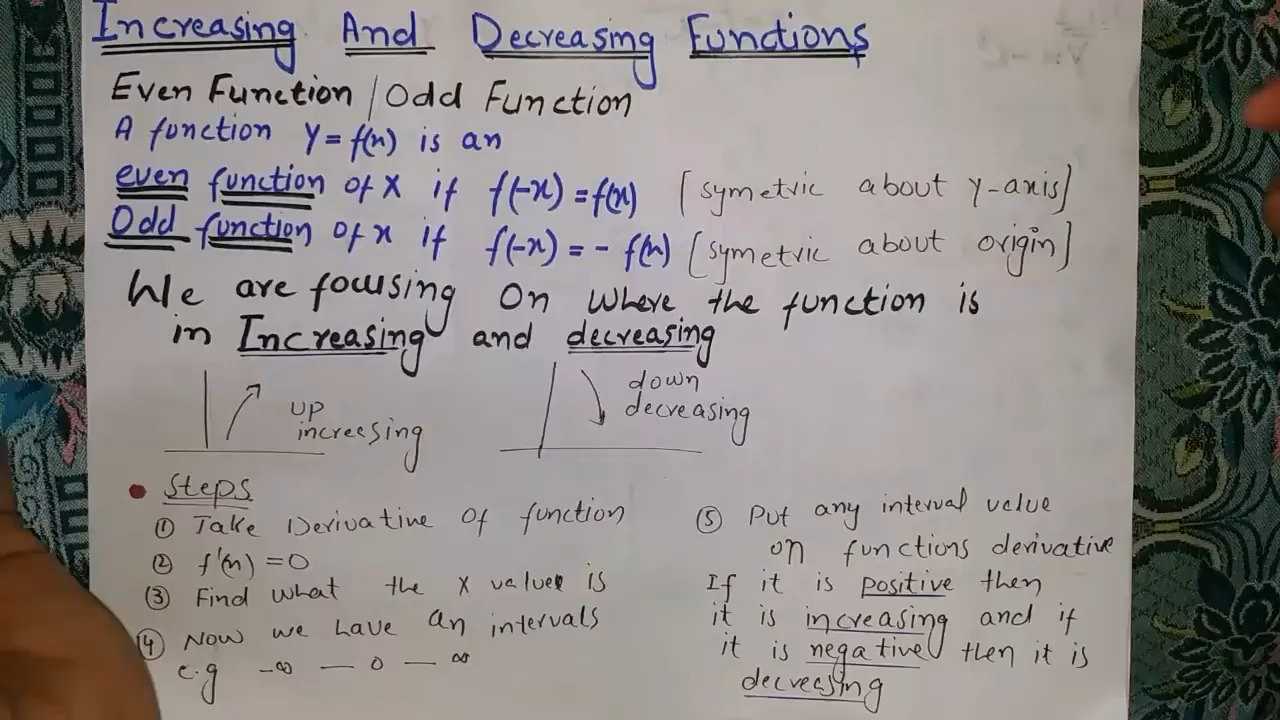 Increasing And Decreasing Functions
Even Function / Odd Function
A function Y = f(x) is an
even function of X if f(-x) = f(x) [symetric about y-axis]
Odd function of x if f(-x) = - f(x) [symetric about origin]
We are focusing On Where the function is
in Increasing and decreasing
UP
increesing
down
decreasing
• Steps
① Take Derivative of function
② f'(x) = 0
③ Find what the X values is
④ Now we have an intervals
e.g -∞ — 0 — ∞
⑤ Put any interval value
on functions derivative
If it is positive then
it is increasing and if
it is negative then it is
decreasing